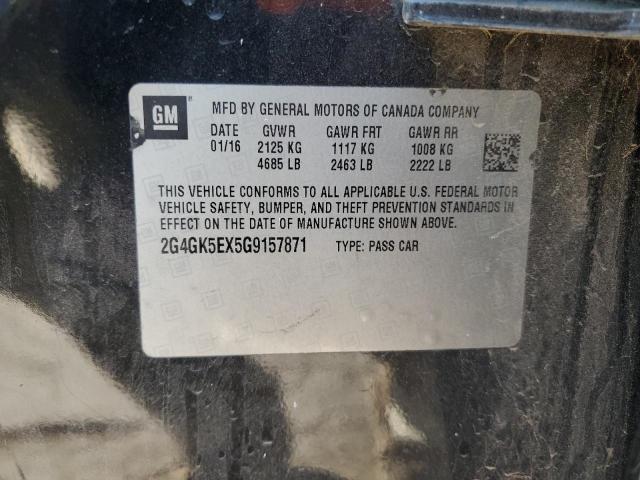 GM ® MFD BY GENERAL MOTORS OF CANADA COMPANY
DATE GVWR GAWR FRT GAWR RR
01/16 2125 KG 1117 KG 1008 KG
4685 LB 2463 LB 2222 LB
THIS VEHICLE CONFORMS TO ALL APPLICABLE U.S. FEDERAL MOTOR
VEHICLE SAFETY, BUMPER, AND THEFT PREVENTION STANDARDS IN
EFFECT ON THE DATE OF MANUFACTURE SHOWN ABOVE.
2G4GK5EX5G9157871 TYPE: PASS CAR